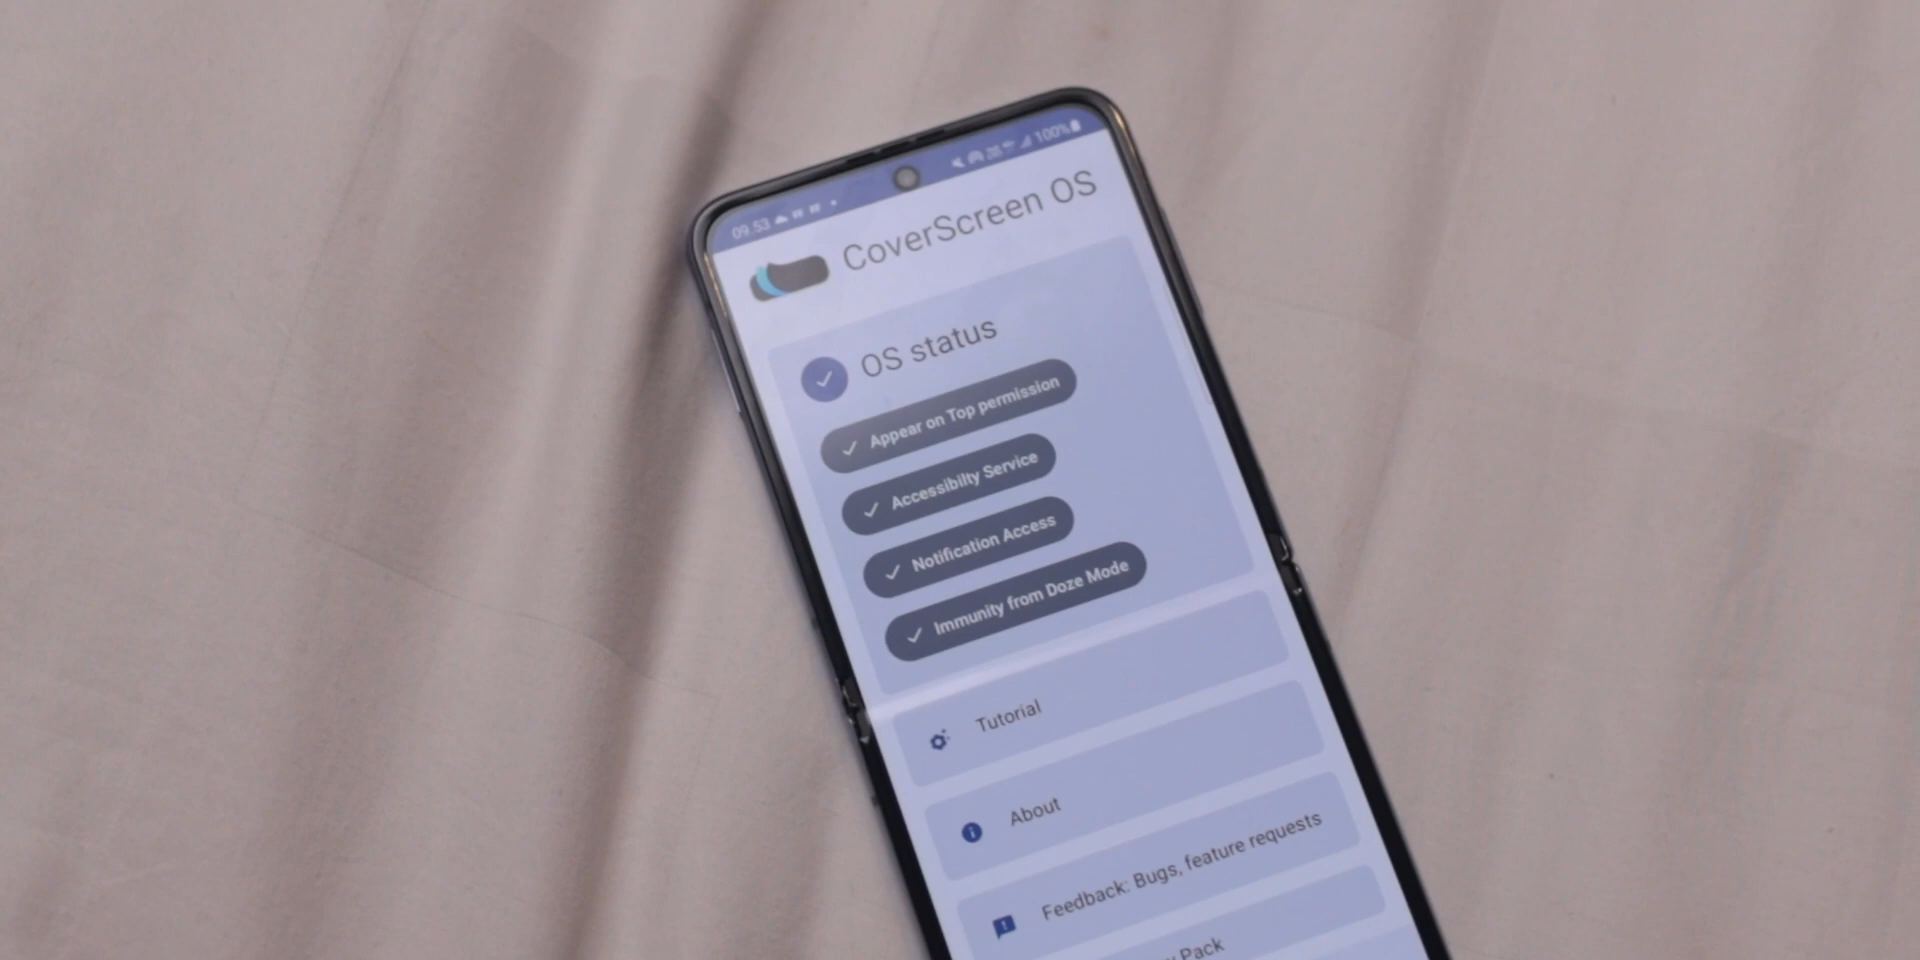 09.53
100%
CoverScreen OS
OS status
Appear on Top permission
Accessibilty Service
Notification Access
Immunity from Doze Mode
Tutorial
About
Feedback: Bugs, feature requests
Pack